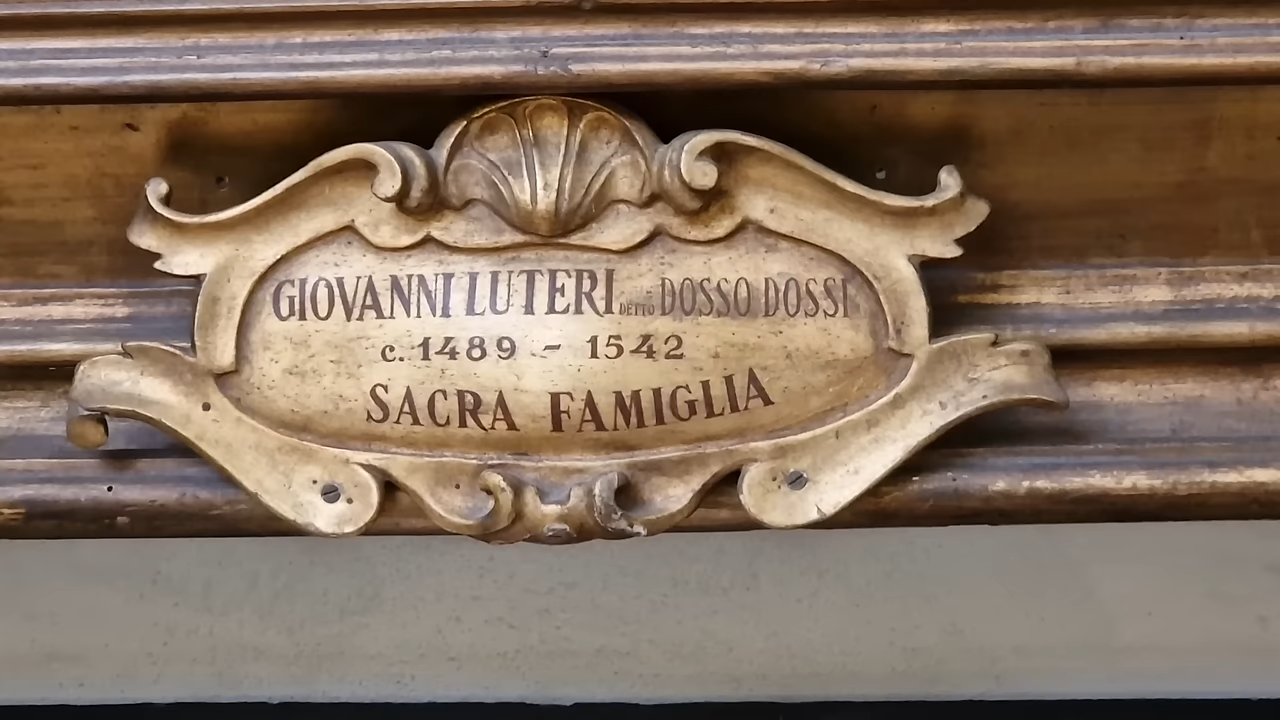 GIOVANNI LUTERI DETTO DOSSO DOSSI
c. 1489 - 1542
SACRA FAMIGLIA